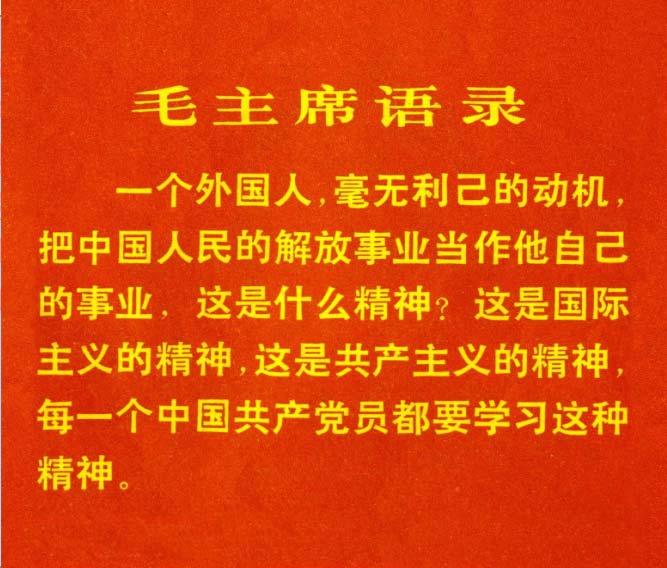 毛主席语录
一个外国人,毫无利己的动机,
把中国人民的解放事业当作他自己
的事业，这是什么精神？这是国际
主义的精神,这是共产主义的精神,
每一个中国共产党员都要学习这种
精神。